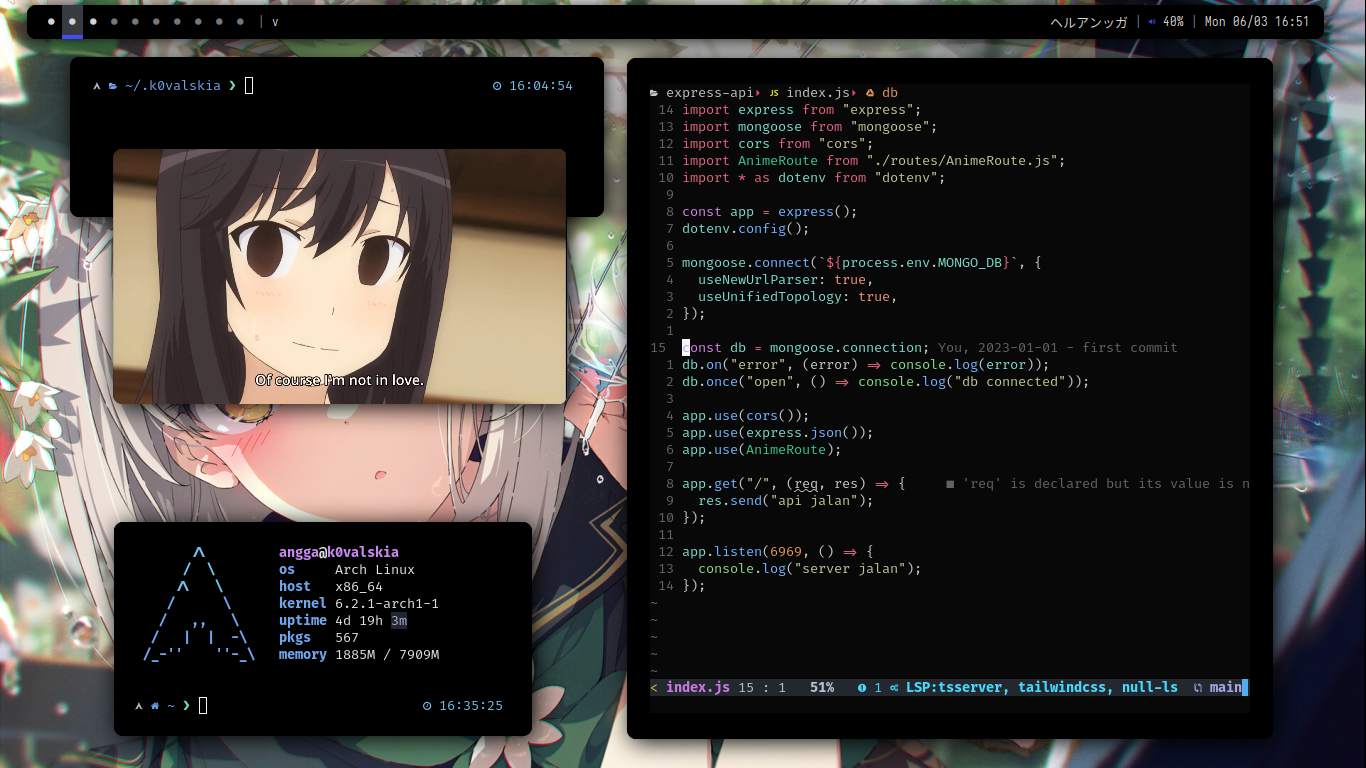 | v
ヘルアンッガ | 40% | Mon 06/03 16:51
~/.k0valskia ❯
16:04:54
Of course I'm not in love.
angga@k0valskia
os Arch Linux
host x86_64
kernel 6.2.1-arch1-1
uptime 4d 19h 3m
pkgs 567
memory 1885M / 7909M
~ ❯
16:35:25
express-api JS index.js db
14 import express from "express";
13 import mongoose from "mongoose";
12 import cors from "cors";
11 import AnimeRoute from "./routes/AnimeRoute.js";
10 import * as dotenv from "dotenv";
9
8 const app = express();
7 dotenv.config();
6
5 mongoose.connect(`${process.env.MONGO_DB}`, {
4   useNewUrlParser: true,
3   useUnifiedTopology: true,
2 });
1
15 const db = mongoose.connection; You, 2023-01-01 - first commit
1 db.on("error", (error) => console.log(error));
2 db.once("open", () => console.log("db connected"));
3
4 app.use(cors());
5 app.use(express.json());
6 app.use(AnimeRoute);
7
8 app.get("/", (req, res) => { ■ 'req' is declared but its value is n
9   res.send("api jalan");
10 });
11
12 app.listen(6969, () => {
13   console.log("server jalan");
14 });
~
~
~
~
~
< index.js 15 : 1 51% 1 LSP:tsserver, tailwindcss, null-ls main